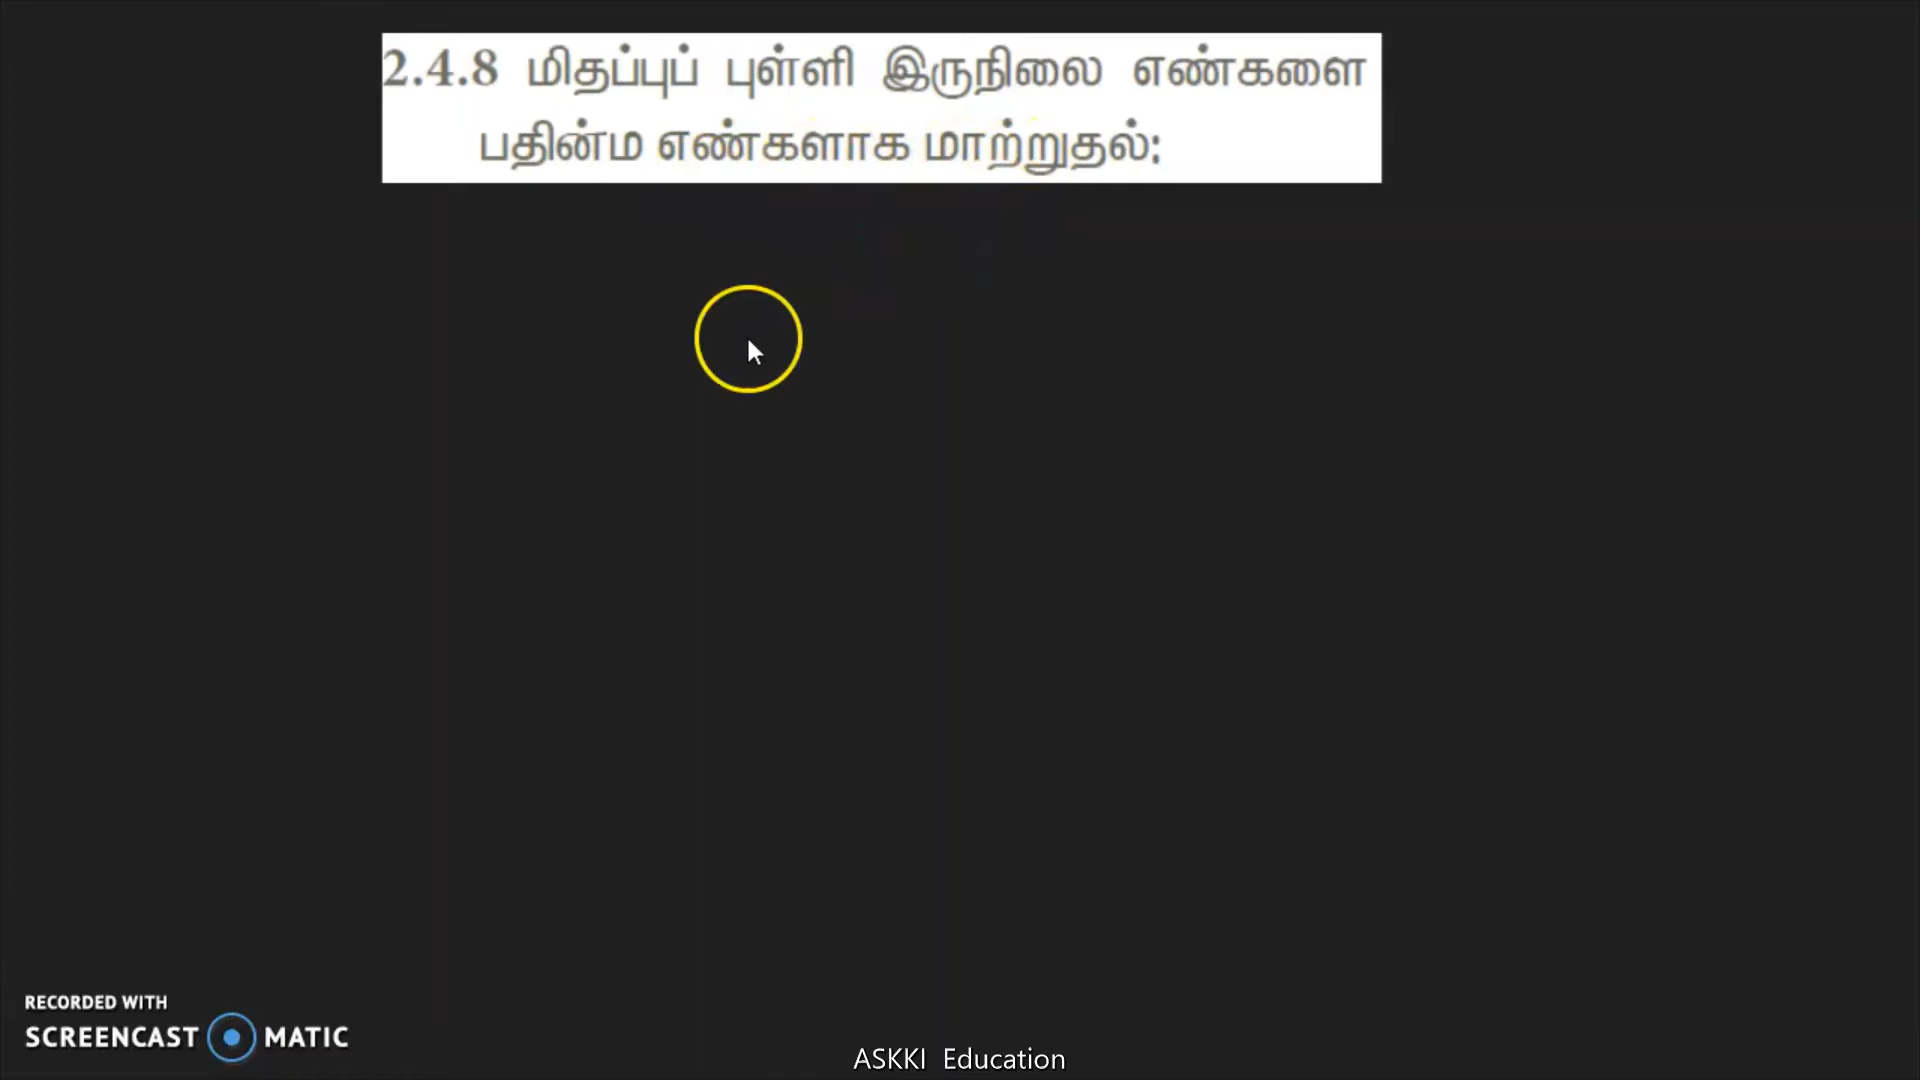 2.4.8 மிதப்புப் புள்ளி இருநிலை எண்களை
பதின்ம எண்களாக மாற்றுதல்:
RECORDED WITH
SCREENCAST MATIC
ASKKI Education